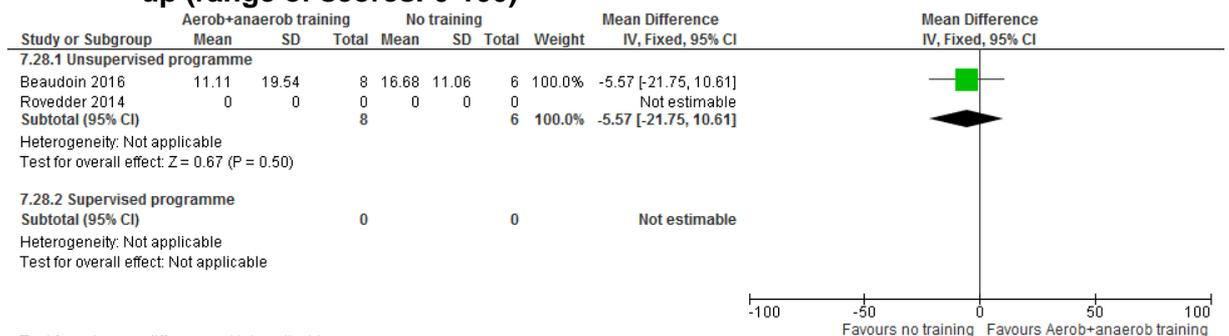 up (range of scores: 0-100)
Aerob+anaerob training No training Mean Difference Mean Difference
Study or Subgroup Mean SD Total Mean SD Total Weight IV, Fixed, 95% CI IV, Fixed, 95% CI
7.28.1 Unsupervised programme
Beaudoin 2016 11.11 19.54 8 16.68 11.06 6 100.0% -5.57 [-21.75, 10.61]
Rovedder 2014 0 0 0 0 0 0 Not estimable
Subtotal (95% CI) 8 6 100.0% -5.57 [-21.75, 10.61]
Heterogeneity: Not applicable
Test for overall effect: Z = 0.67 (P = 0.50)
7.28.2 Supervised programme
Subtotal (95% CI) 0 0 Not estimable
Heterogeneity: Not applicable
Test for overall effect: Not applicable
-100 -50 0 50 100
Favours no training Favours Aerob+anaerob training